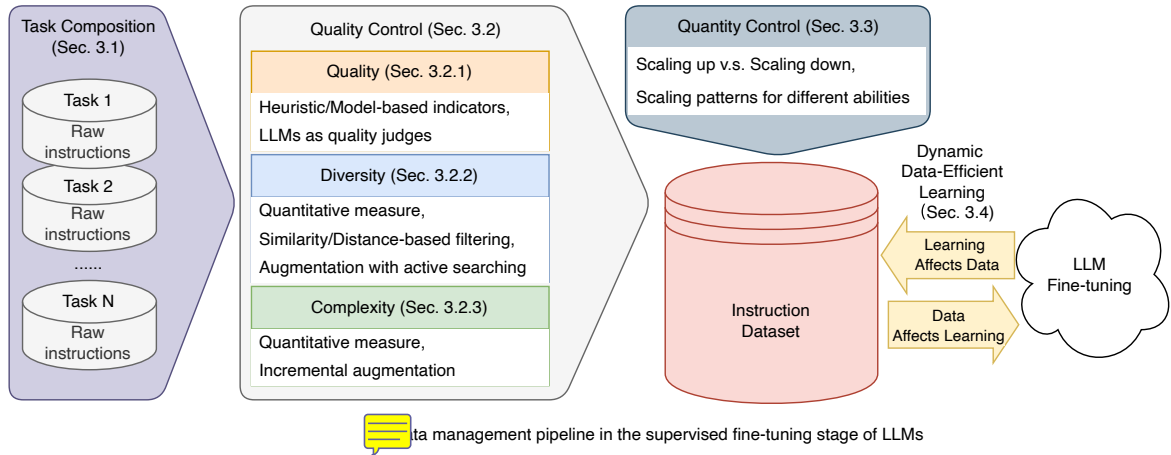 Task Composition
(Sec. 3.1)
Task 1
Raw
instructions
Task 2
Raw
instructions
......
Task N
Raw
instructions
Quality Control (Sec. 3.2)
Quality (Sec. 3.2.1)
Heuristic/Model-based indicators,
LLMs as quality judges
Diversity (Sec. 3.2.2)
Quantitative measure,
Similarity/Distance-based filtering,
Augmentation with active searching
Complexity (Sec. 3.2.3)
Quantitative measure,
Incremental augmentation
Quantity Control (Sec. 3.3)
Scaling up v.s. Scaling down,
Scaling patterns for different abilities
Instruction
Dataset
Dynamic
Data-Efficient
Learning
(Sec. 3.4)
Learning
Affects Data
Data
Affects Learning
LLM
Fine-tuning
ata management pipeline in the supervised fine-tuning stage of LLMs